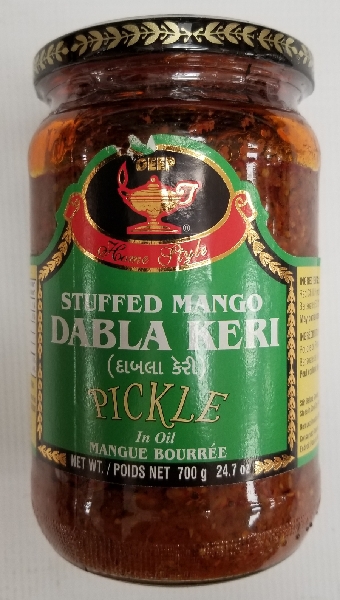 DEEP
®
Home Style
STUFFED MANGO
DABLA KERI
(દાબલા કેરી)
PICKLE
In Oil
MANGUE BOURRÉE
NET WT. / POIDS NET 700 g 24.7 oz